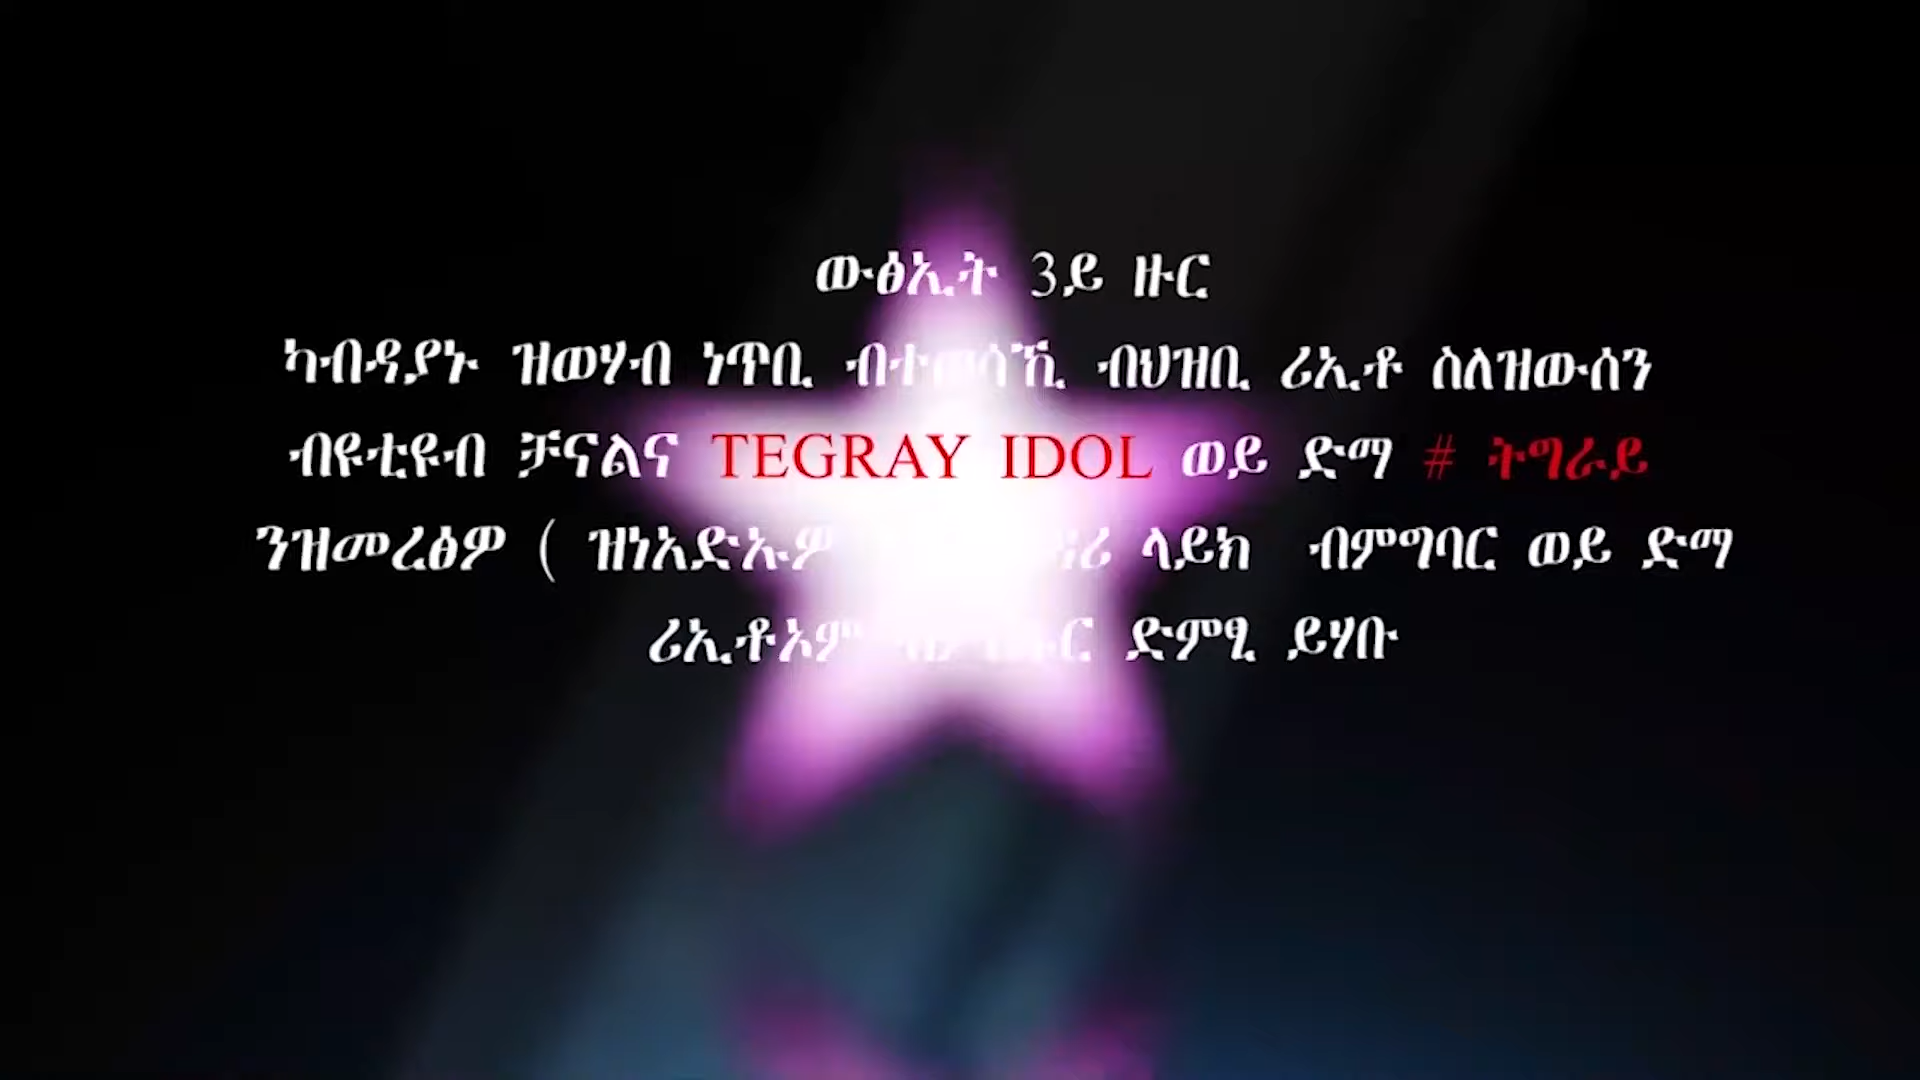 ውፅኢት 3ይ ዙር
ካብዳያኑ ዝወሃብ ነጥቢ ብተወሳኺ ብህዝቢ ሪኢቶ ስለዝውሰን
ብዩቲዩብ ቻናልና TEGRAY IDOL ወይ ድማ # ትግራይ
ንዝመረፅዎ ( ዝነአድኡዎ ላይክ ብምግባር ወይ ድማ
ድምፂ ይሃቡ